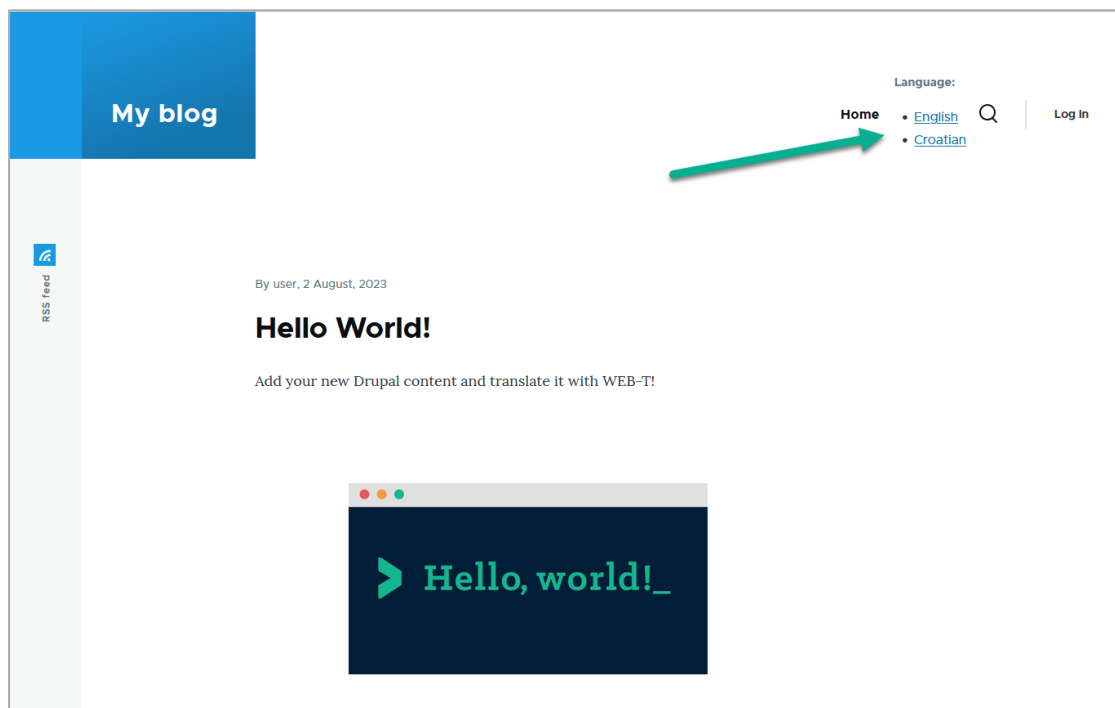 My blog
Language:
Home
English
Croatian
Log In
RSS feed
By user, 2 August, 2023
Hello World!
Add your new Drupal content and translate it with WEB-T!
> Hello, world!_